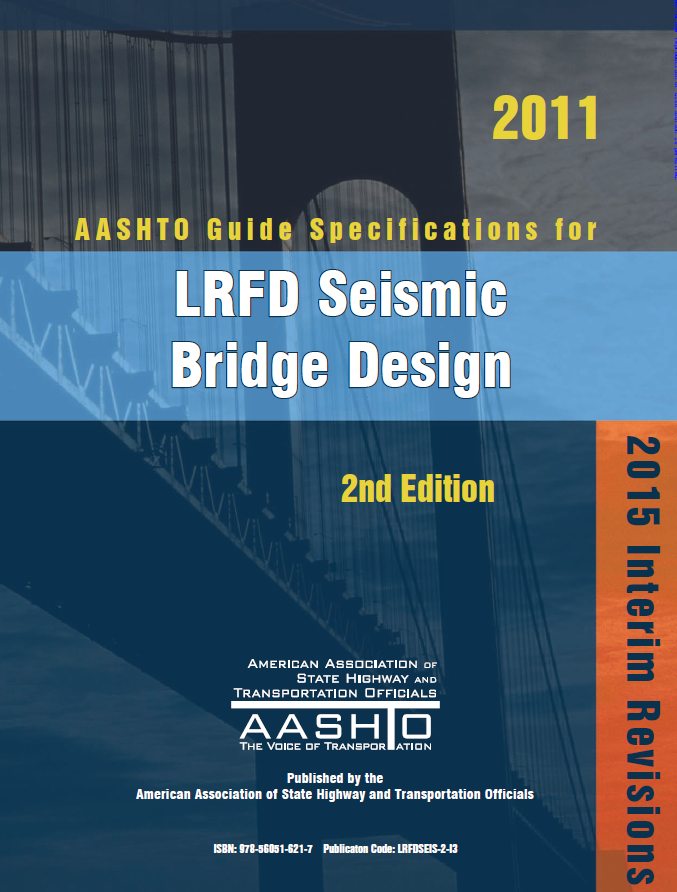 2011
AASHTO Guide Specifications for
LRFD Seismic
Bridge Design
2nd Edition
2015 Interim Revisions
AMERICAN ASSOCIATION OF
STATE HIGHWAY AND
TRANSPORTATION OFFICIALS
AASHTO
THE VOICE OF TRANSPORTATION
Published by the
American Association of State Highway and Transportation Officials
ISBN: 978-56051-621-7 Publicaton Code: LRFDSEIS-2-I3